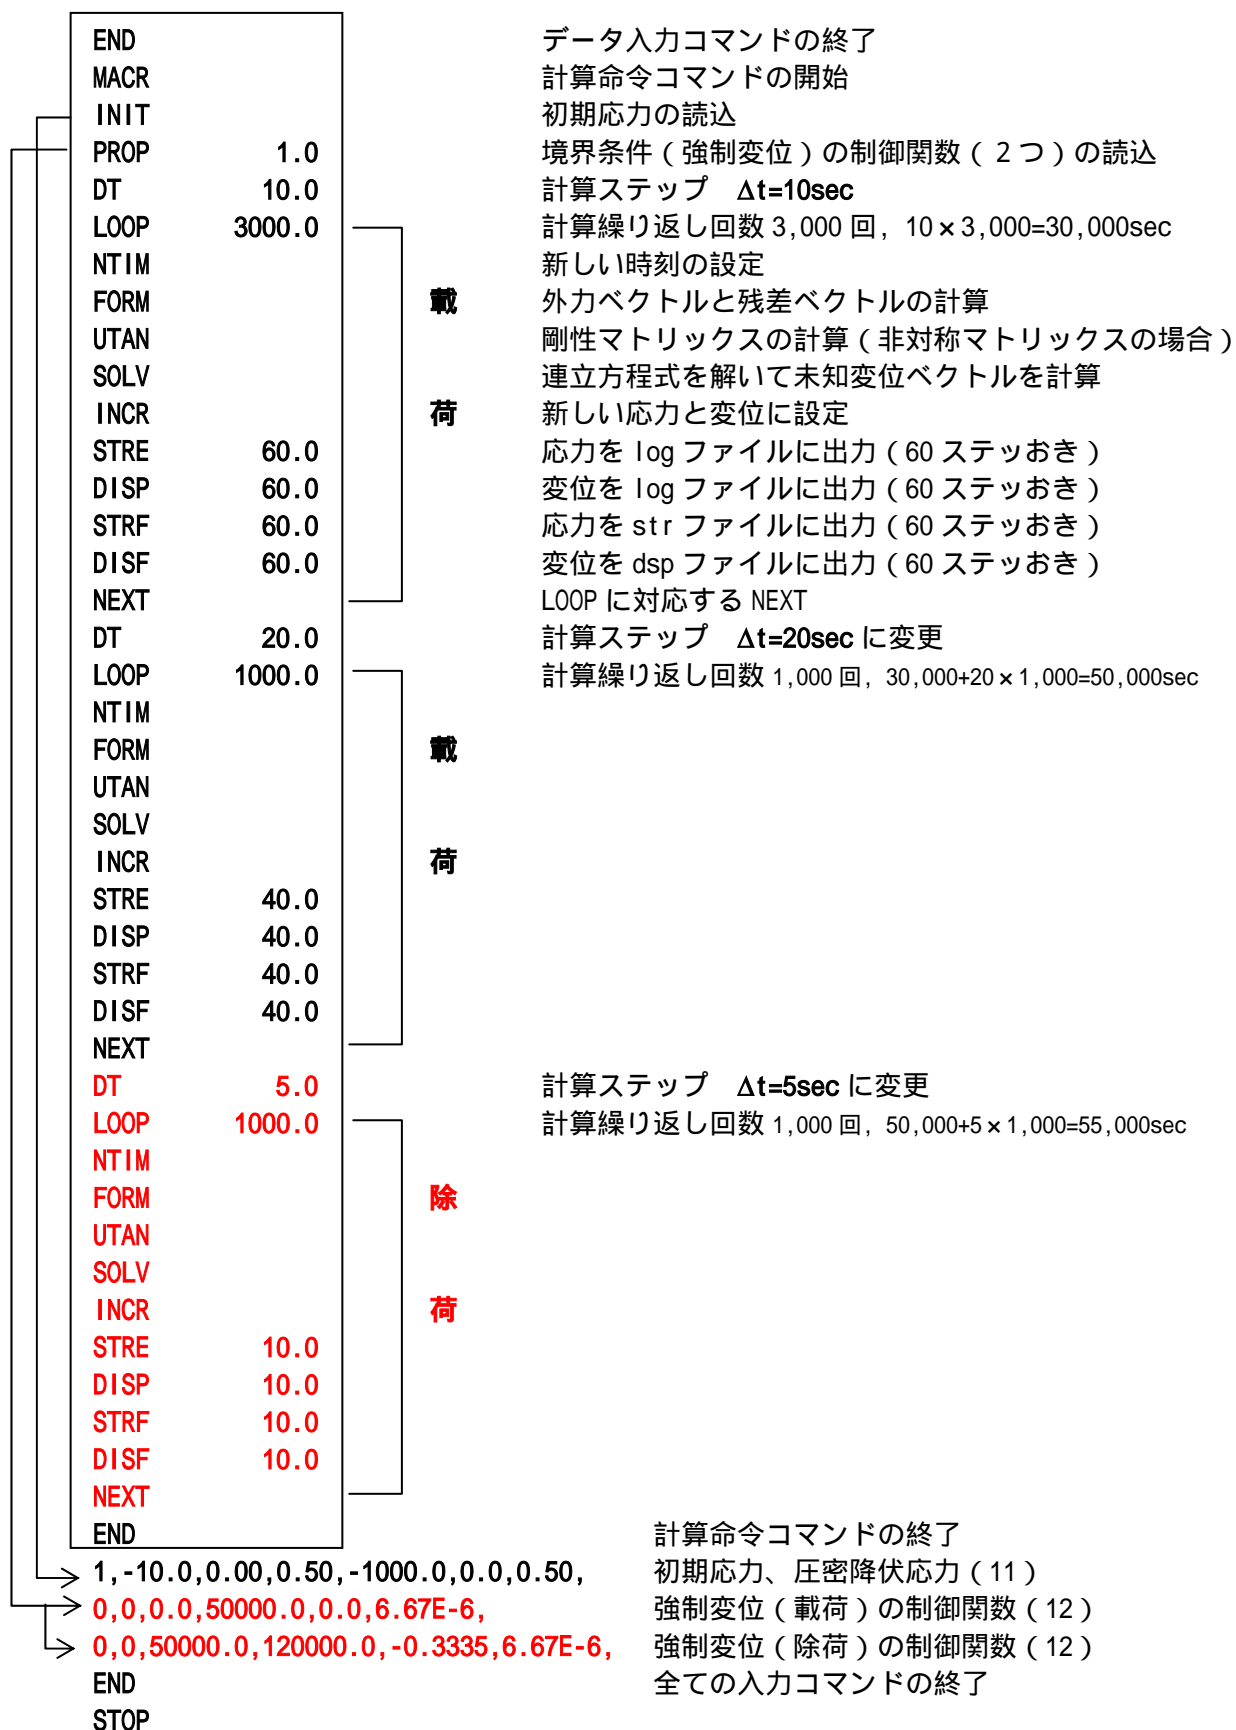 END データ入力コマンドの終了
MACR 計算命令コマンドの開始
INIT 初期応力の読込
PROP 1.0 境界条件(強制変位)の制御関数(2つ)の読込
DT 10.0 計算ステップ Δt=10sec
LOOP 3000.0 計算繰り返し回数 3,000 回, 10×3,000=30,000sec
NTIM 新しい時刻の設定
FORM 載 外力ベクトルと残差ベクトルの計算
UTAN 剛性マトリックスの計算(非対称マトリックスの場合)
SOLV 連立方程式を解いて未知変位ベクトルを計算
INCR 荷 新しい応力と変位に設定
STRE 60.0 応力を log ファイルに出力(60 ステッおき)
DISP 60.0 変位を log ファイルに出力(60 ステッおき)
STRF 60.0 応力を str ファイルに出力(60 ステッおき)
DISF 60.0 変位を dsp ファイルに出力(60 ステッおき)
NEXT LOOP に対応する NEXT
DT 20.0 計算ステップ Δt=20sec に変更
LOOP 1000.0 計算繰り返し回数 1,000 回, 30,000+20×1,000=50,000sec
NTIM
FORM 載
UTAN
SOLV
INCR 荷
STRE 40.0
DISP 40.0
STRF 40.0
DISF 40.0
NEXT
DT 5.0 計算ステップ Δt=5sec に変更
LOOP 1000.0 計算繰り返し回数 1,000 回, 50,000+5×1,000=55,000sec
NTIM
FORM 除
UTAN
SOLV
INCR 荷
STRE 10.0
DISP 10.0
STRF 10.0
DISF 10.0
NEXT
END 計算命令コマンドの終了
1,-10.0,0.00,0.50,-1000.0,0.0,0.50, 初期応力、圧密降伏応力(11)
0,0,0.0,50000.0,0.0,6.67E-6, 強制変位(載荷)の制御関数(12)
0,0,50000.0,120000.0,-0.3335,6.67E-6, 強制変位(除荷)の制御関数(12)
END 全ての入力コマンドの終了
STOP